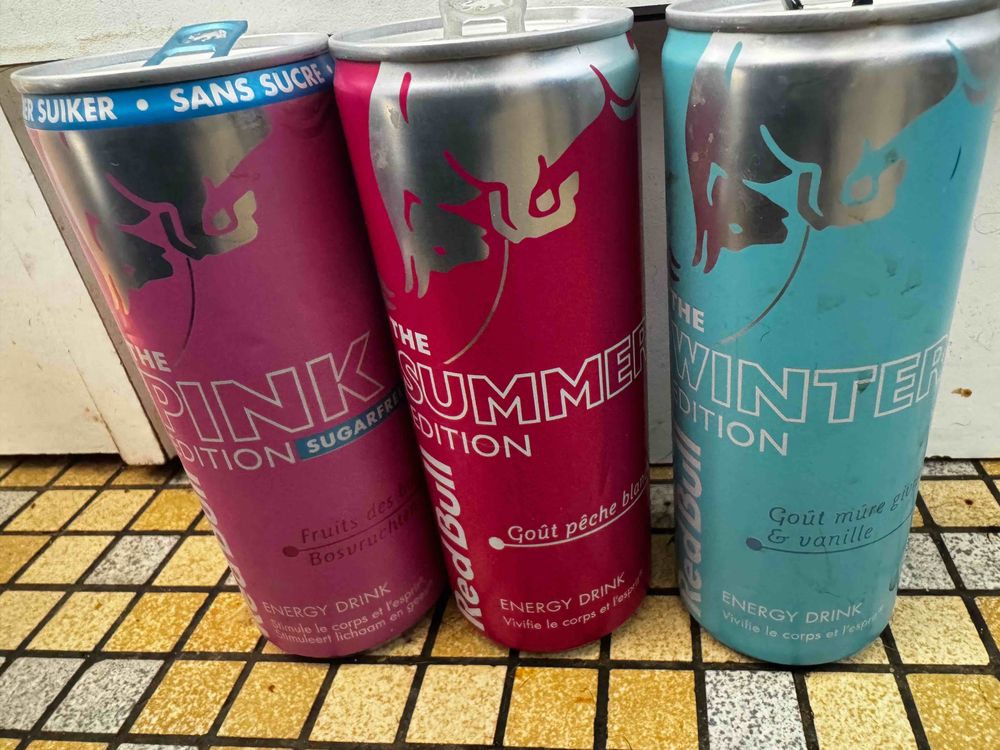 SUIKER • SANS SUCRE •
THE
PINK
EDITION SUGARFREE
Fruits des
Bosvruchten
ENERGY DRINK
Stimule le corps et l'esprit
Stimuleert lichaam en geest
THE
SUMMER
EDITION
Red Bull
Goût pêche
ENERGY DRINK
Vivifie le corps et l'esprit
THE
WINTER
EDITION
Red Bull
Goût mûre
& vanille
ENERGY DRINK
Vivifie le corps et l'esprit